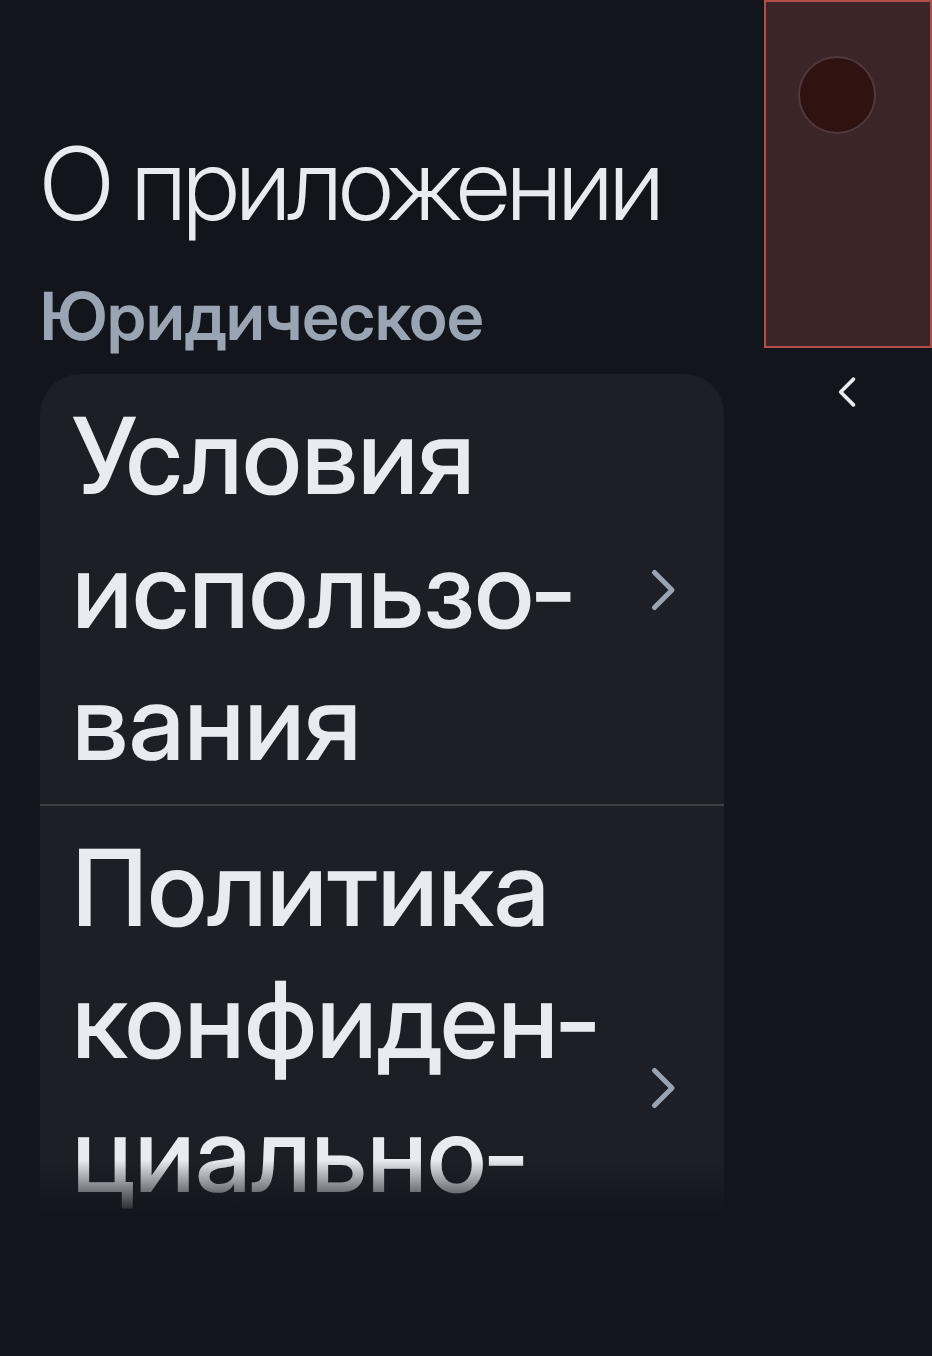 О приложении
Юридическое
Условия
использо-
вания
Политика
конфиден-
циально-